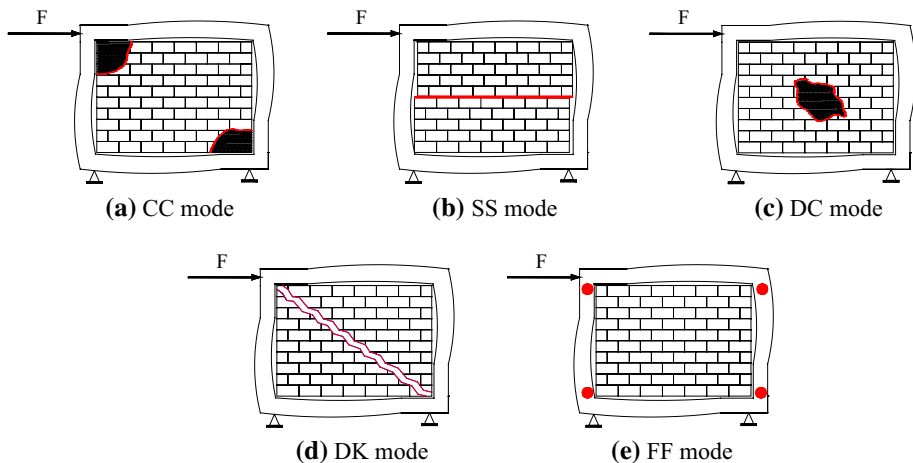 F
F
F
(a) CC mode
(b) SS mode
(c) DC mode
F
F
(d) DK mode
(e) FF mode